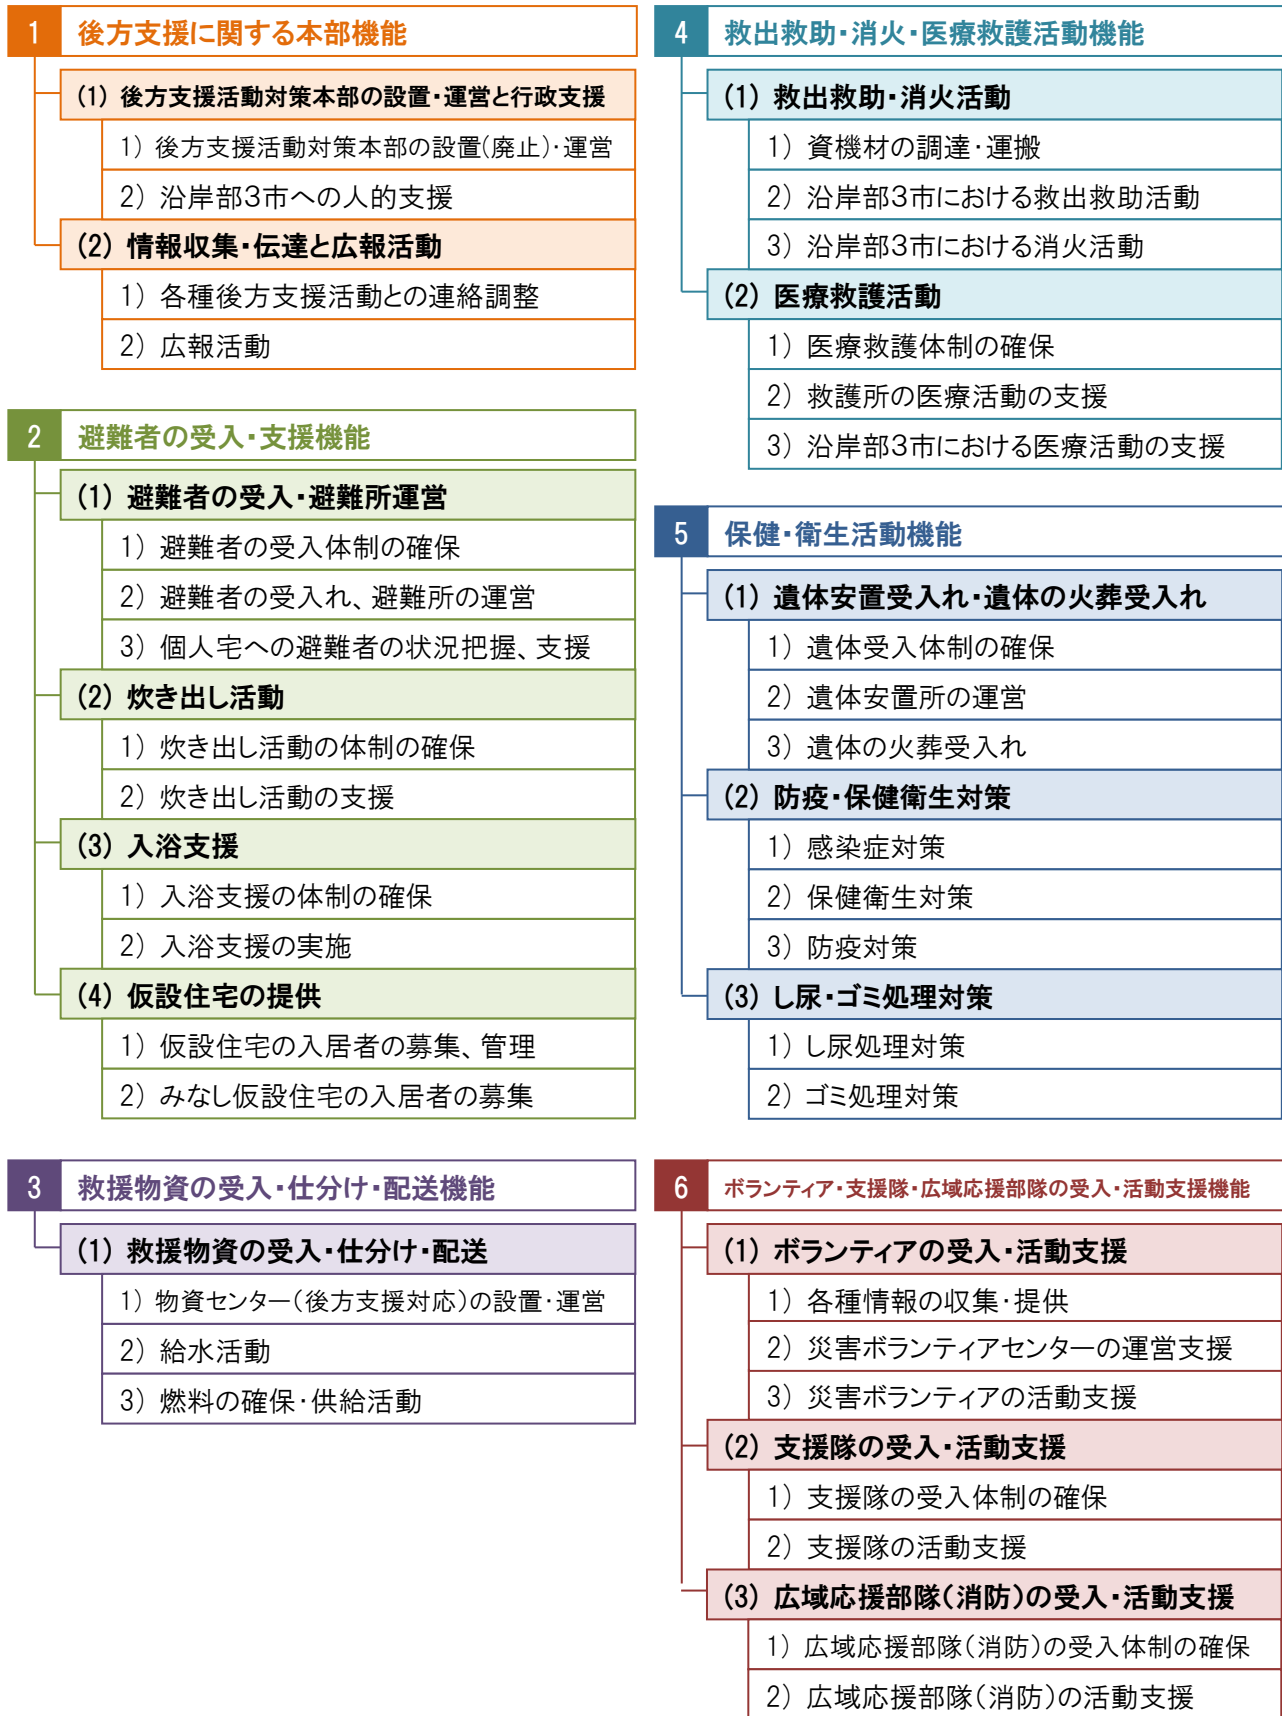 1 後方支援に関する本部機能
(1) 後方支援活動対策本部の設置・運営と行政支援
1) 後方支援活動対策本部の設置(廃止)・運営
2) 沿岸部3市への人的支援
(2) 情報収集・伝達と広報活動
1) 各種後方支援活動との連絡調整
2) 広報活動
2 避難者の受入・支援機能
(1) 避難者の受入・避難所運営
1) 避難者の受入体制の確保
2) 避難者の受入れ、避難所の運営
3) 個人宅への避難者の状況把握、支援
(2) 炊き出し活動
1) 炊き出し活動の体制の確保
2) 炊き出し活動の支援
(3) 入浴支援
1) 入浴支援の体制の確保
2) 入浴支援の実施
(4) 仮設住宅の提供
1) 仮設住宅の入居者の募集、管理
2) みなし仮設住宅の入居者の募集
3 救援物資の受入・仕分け・配送機能
(1) 救援物資の受入・仕分け・配送
1) 物資センター(後方支援対応)の設置・運営
2) 給水活動
3) 燃料の確保・供給活動
4 救出救助・消火・医療救護活動機能
(1) 救出救助・消火活動
1) 資機材の調達・運搬
2) 沿岸部3市における救出救助活動
3) 沿岸部3市における消火活動
(2) 医療救護活動
1) 医療救護体制の確保
2) 救護所の医療活動の支援
3) 沿岸部3市における医療活動の支援
5 保健・衛生活動機能
(1) 遺体安置受入れ・遺体の火葬受入れ
1) 遺体受入体制の確保
2) 遺体安置所の運営
3) 遺体の火葬受入れ
(2) 防疫・保健衛生対策
1) 感染症対策
2) 保健衛生対策
3) 防疫対策
(3) し尿・ゴミ処理対策
1) し尿処理対策
2) ゴミ処理対策
6 ボランティア・支援隊・広域応援部隊の受入・活動支援機能
(1) ボランティアの受入・活動支援
1) 各種情報の収集・提供
2) 災害ボランティアセンターの運営支援
3) 災害ボランティアの活動支援
(2) 支援隊の受入・活動支援
1) 支援隊の受入体制の確保
2) 支援隊の活動支援
(3) 広域応援部隊(消防)の受入・活動支援
1) 広域応援部隊(消防)の受入体制の確保
2) 広域応援部隊(消防)の活動支援